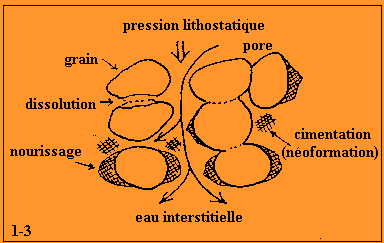 pression lithostatique
grain
pore
dissolution
cimentation
(néoformation)
nourissage
eau interstitielle
1-3